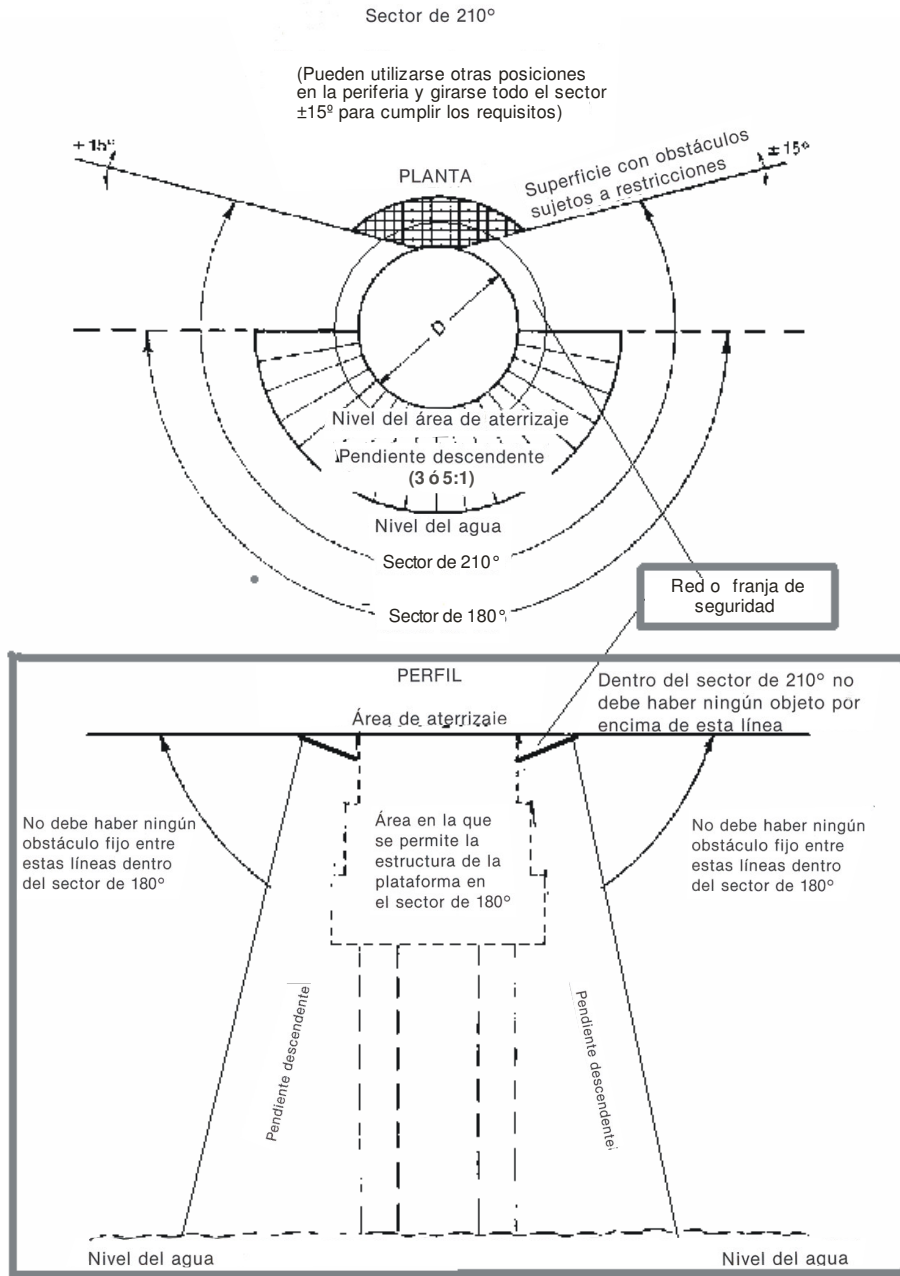 Sector de 210°
(Pueden utilizarse otras posiciones
en la periferia y girarse todo el sector
±15º para cumplir los requisitos)
+ 15°
± 15°
PLANTA
Superficie con obstáculos
sujetos a restricciones
D
Nivel del área de aterrizaje
Pendiente descendente
(3 ó 5:1)
Nivel del agua
Sector de 210°
Sector de 180°
Red o franja de
seguridad
PERFIL
Dentro del sector de 210° no
debe haber ningún objeto por
encima de esta línea
Área de aterrizaje
No debe haber ningún
obstáculo fijo entre
estas líneas dentro
del sector de 180°
Área en la que
se permite la
estructura de la
plataforma en
el sector de 180°
No debe haber ningún
obstáculo fijo entre
estas líneas dentro
del sector de 180°
Pendiente descendente
Pendiente descendente
Nivel del agua
Nivel del agua